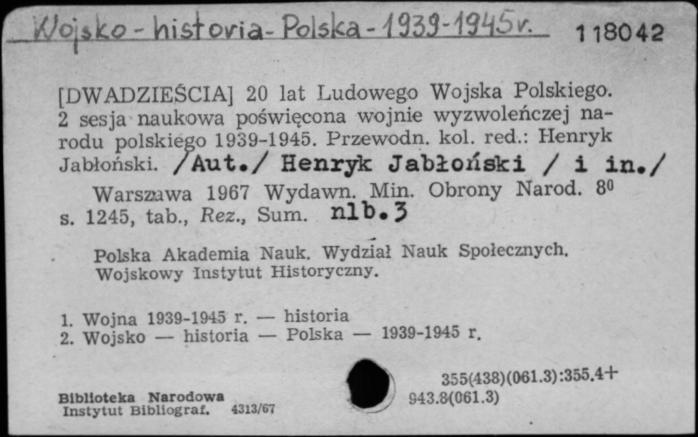 Wojsko - historia - Polska - 1939-1945 r. 118042
[DWADZIEŚCIA] 20 lat Ludowego Wojska Polskiego.
2 sesja naukowa poświęcona wojnie wyzwoleńczej na-
rodu polskiego 1939-1945. Przewodn. kol. red.: Henryk
Jabłoński. /Aut./ Henryk Jabłoński / i in./
Warszawa 1967 Wydawn. Min. Obrony Narod. 8⁰
s. 1245, tab., Rez., Sum. nlb.3
Polska Akademia Nauk. Wydział Nauk Społecznych.
Wojskowy Instytut Historyczny.
1. Wojna 1939-1945 r. — historia
2. Wojsko — historia — Polska — 1939-1945 r.
355(438)(061.3):355.4+
943.8(061.3)
Biblioteka Narodowa
Instytut Bibliograf. 4313/67